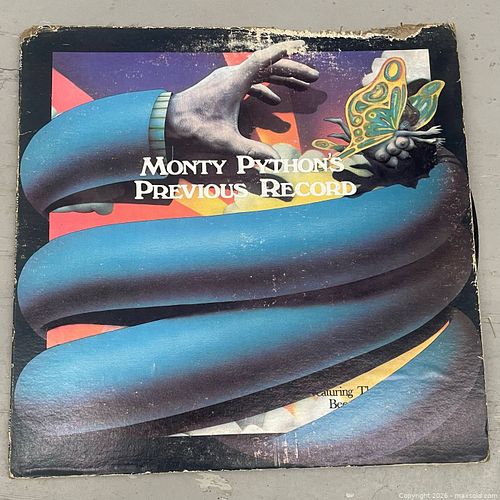 MONTY PYTHON'S
PREVIOUS RECORD
Copyright 2026 - maxsold.com